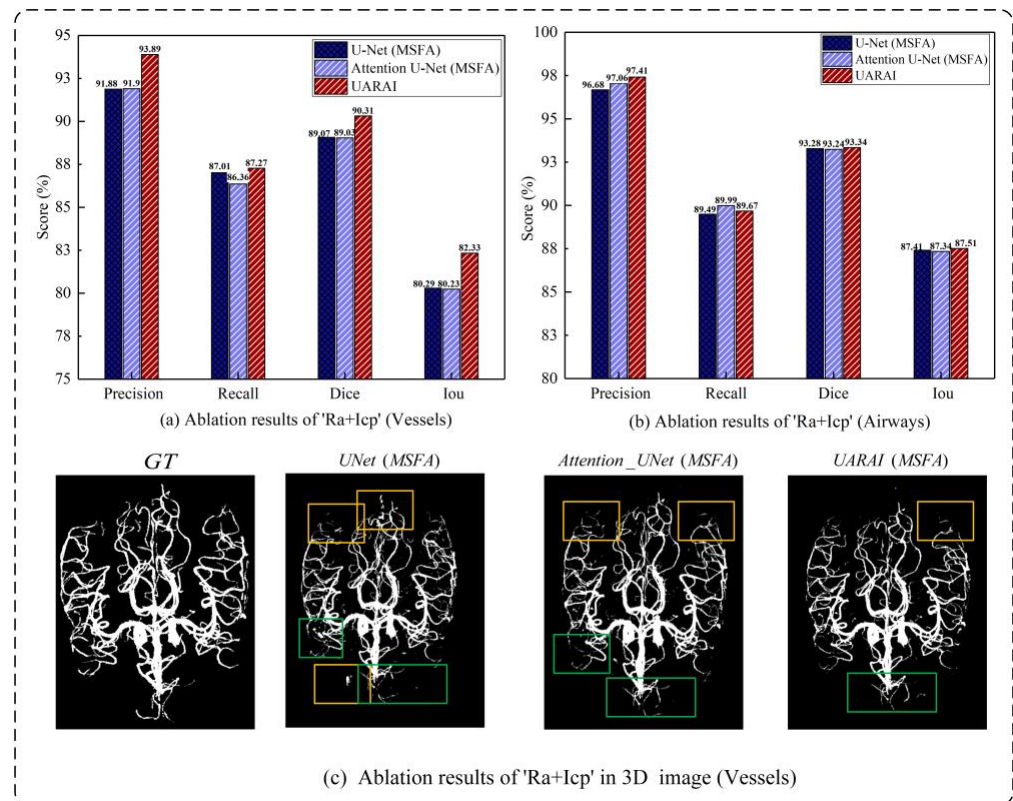 95
93
90
88
85
83
80
78
75
Score (%)
U-Net (MSFA)
Attention U-Net (MSFA)
UARAI
91.88 91.9 93.89
87.01 86.36 87.27
89.07 89.03 90.31
80.29 80.23 82.33
Precision Recall Dice Iou
(a) Ablation results of 'Ra+Icp' (Vessels)
100
98
95
93
90
88
85
83
80
Score (%)
U-Net (MSFA)
Attention U-Net (MSFA)
UARAI
96.68 97.06 97.41
89.49 89.99 89.67
93.28 93.24 93.34
87.41 87.34 87.51
Precision Recall Dice Iou
(b) Ablation results of 'Ra+Icp' (Airways)
GT
UNet (MSFA)
Attention_UNet (MSFA)
UARAI (MSFA)
(c) Ablation results of 'Ra+Icp' in 3D image (Vessels)